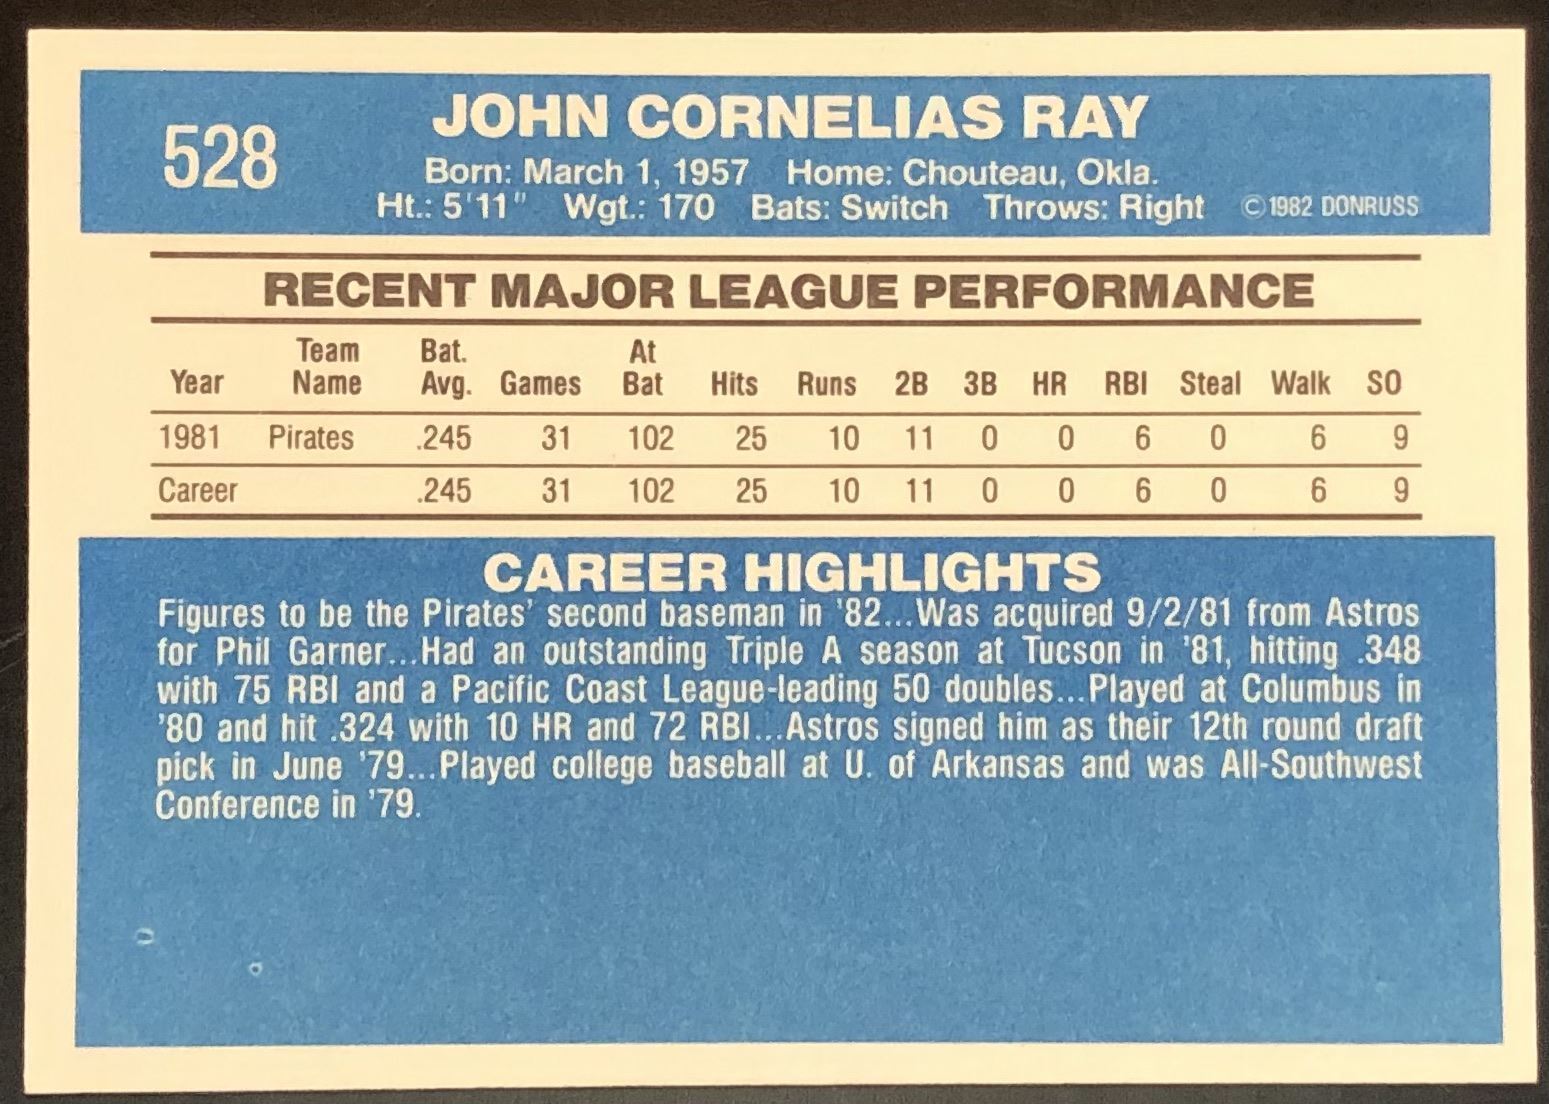 528
JOHN CORNELIAS RAY
Born: March 1, 1957 Home: Chouteau, Okla.
Ht.: 5'11" Wgt.: 170 Bats: Switch Throws: Right ©1982 DONRUSS
RECENT MAJOR LEAGUE PERFORMANCE
Year Team Name Bat. Avg. Games At Bat Hits Runs 2B 3B HR RBI Steal Walk SO
1981 Pirates .245 31 102 25 10 11 0 0 6 0 6 9
Career .245 31 102 25 10 11 0 0 6 0 6 9
CAREER HIGHLIGHTS
Figures to be the Pirates' second baseman in '82...Was acquired 9/2/81 from Astros
for Phil Garner...Had an outstanding Triple A season at Tucson in '81, hitting .348
with 75 RBI and a Pacific Coast League-leading 50 doubles...Played at Columbus in
'80 and hit .324 with 10 HR and 72 RBI...Astros signed him as their 12th round draft
pick in June '79...Played college baseball at U. of Arkansas and was All-Southwest
Conference in '79.